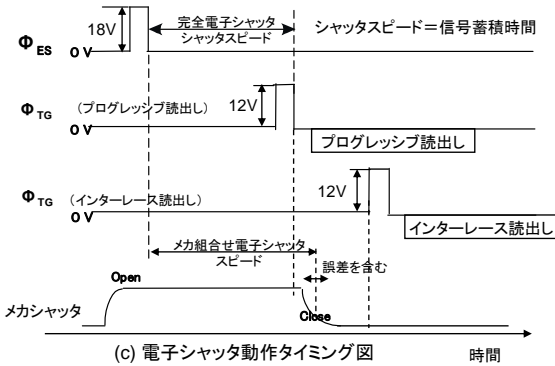 18V
完全電子シャッタ
シャッタスピード
シャッタスピード＝信号蓄積時間
Φ ES 0 V
Φ TG (プログレッシブ読出し)
12V
0 V
プログレッシブ読出し
12V
Φ TG (インターレース読出し)
0 V
インターレース読出し
メカ組合せ電子シャッタ
スピード
誤差を含む
Open
メカシャッタ
Close
(c) 電子シャッタ動作タイミング図
時間